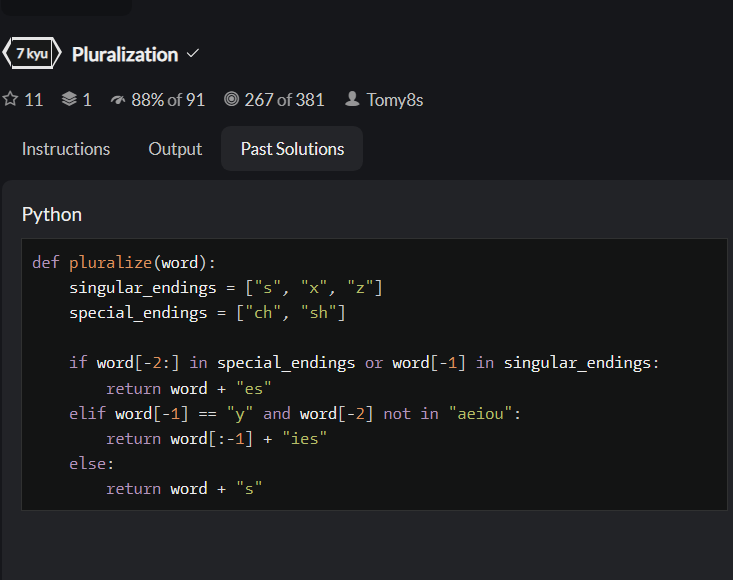 7 kyu Pluralization
11 1 88% of 91 267 of 381 Tomy8s
Instructions Output Past Solutions
Python
def pluralize(word):
    singular_endings = ["s", "x", "z"]
    special_endings = ["ch", "sh"]

    if word[-2:] in special_endings or word[-1] in singular_endings:
        return word + "es"
    elif word[-1] == "y" and word[-2] not in "aeiou":
        return word[:-1] + "ies"
    else:
        return word + "s"